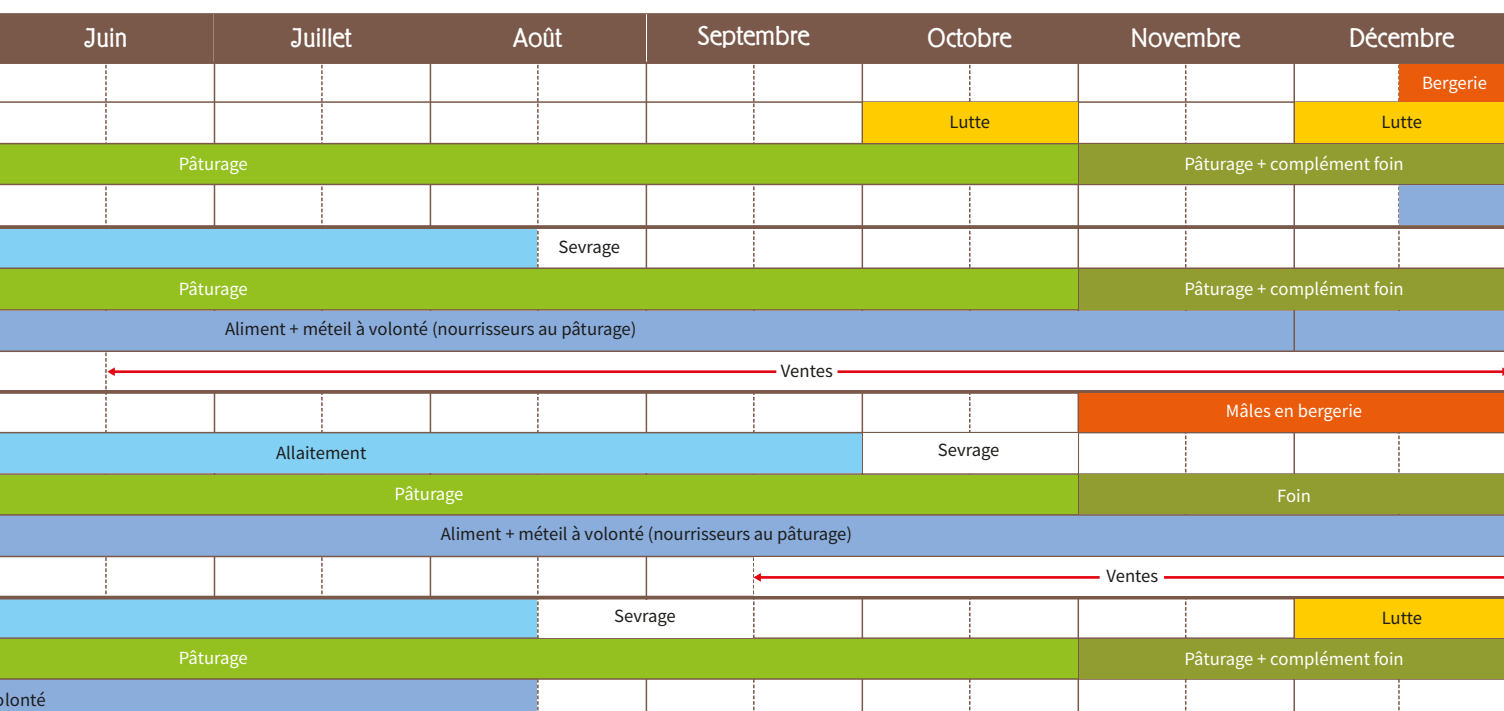 Juin Juillet Août Septembre Octobre Novembre Décembre
Bergerie
Lutte Lutte
Pâturage Pâturage + complément foin
Sevrage
Pâturage Pâturage + complément foin
Aliment + méteil à volonté (nourrisseurs au pâturage)
Ventes
Mâles en bergerie
Allaitement Sevrage
Pâturage Foin
Aliment + méteil à volonté (nourrisseurs au pâturage)
Ventes
Sevrage Lutte
Pâturage Pâturage + complément foin
olonté